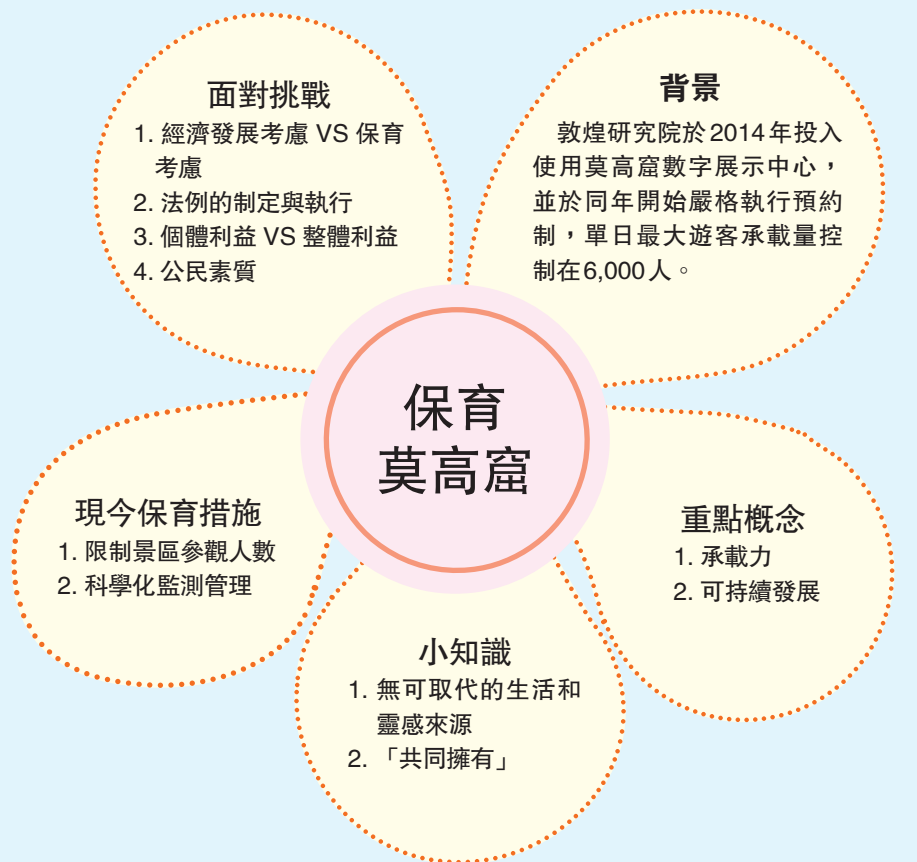 面對挑戰
1. 經濟發展考慮 VS 保育
考慮
2. 法例的制定與執行
3. 個體利益 VS 整體利益
4. 公民素質
背景
敦煌研究院於2014年投入
使用莫高窟數字展示中心，
並於同年開始嚴格執行預約
制，單日最大遊客承載量控
制在6,000人。
保育
莫高窟
現今保育措施
1. 限制景區參觀人數
2. 科學化監測管理
重點概念
1. 承載力
2. 可持續發展
小知識
1. 無可取代的生活和
靈感來源
2. 「共同擁有」